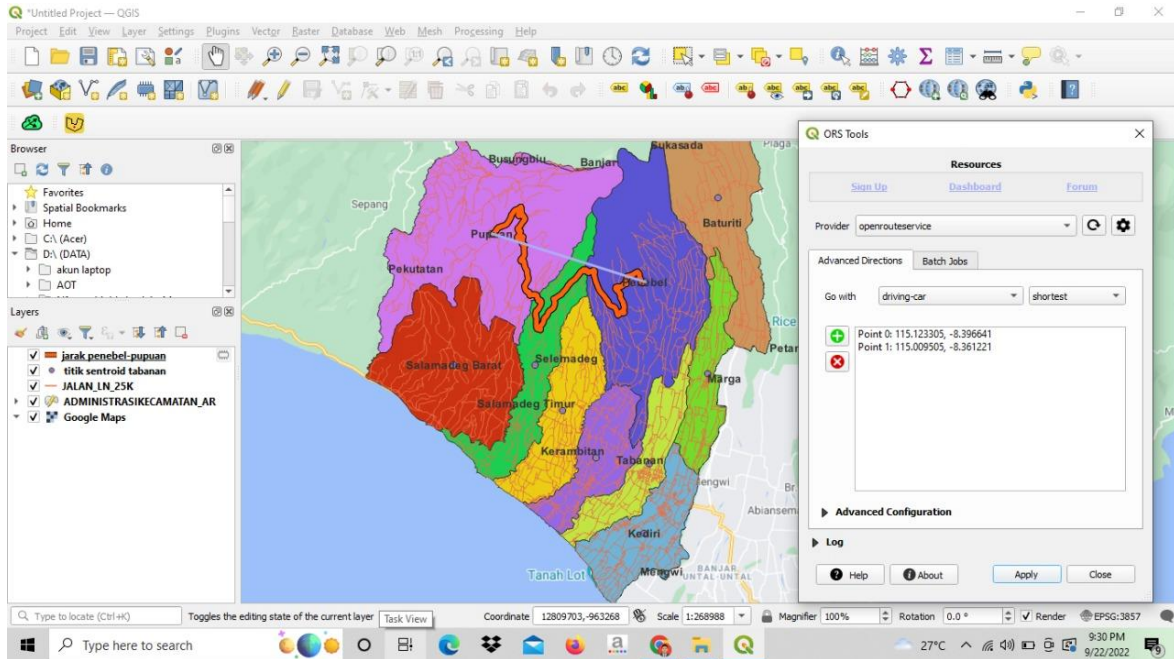 *Untitled Project — QGIS
Project Edit View Layer Settings Plugins Vector Raster Database Web Mesh Processing Help
Browser
Favorites
Spatial Bookmarks
Home
C:\ (Acer)
D:\ (DATA)
akun laptop
AOT
Layers
jarak penebel-pupuan
titik sentroid tabanan
JALAN_LN_25K
ADMINISTRASIKECAMATAN_AR
Google Maps
Busungbiu
Banjar
Sukasada
Sepang
Pupuan
Baturiti
Pekutatan
Penebel
Rice
Petan
Salamadeg Barat
Selemadeg
Marga
Salamadeg Timur
Kerambitan
Tabanan
Mengwi
Abiansem
Kediri
Tanah Lot
Mengwi
BANJAR
UNTAL-UNTAL
ORS Tools
Resources
Sign Up Dashboard Forum
Provider openrouteservice
Advanced Directions Batch Jobs
Go with driving-car shortest
Point 0: 115.123305, -8.396641
Point 1: 115.009505, -8.361221
Advanced Configuration
Log
Help About Apply Close
Type to locate (Ctrl+K) Toggles the editing state of the current layer Task View Coordinate 12809703,-963268 Scale 1:268988 Magnifier 100% Rotation 0.0 ° Render EPSG:3857
Type here to search 27°C 9:30 PM
9/22/2022